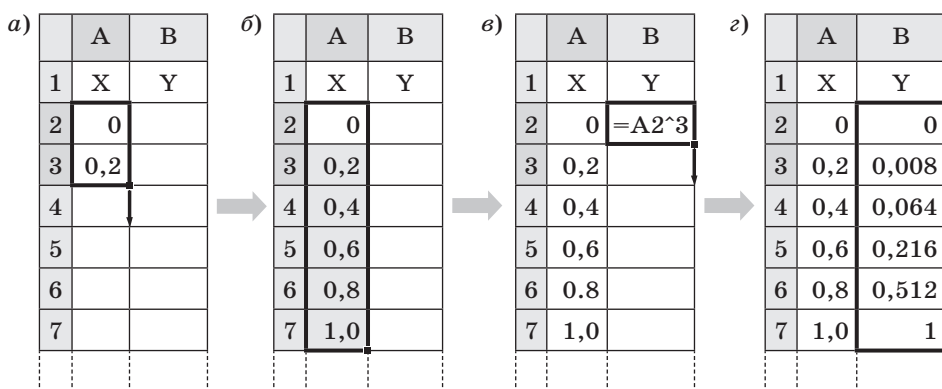 а)
A B
1 X Y
2 0
3 0,2
4
5
6
7
б)
A B
1 X Y
2 0
3 0,2
4 0,4
5 0,6
6 0,8
7 1,0
в)
A B
1 X Y
2 0 =A2^3
3 0,2
4 0,4
5 0,6
6 0.8
7 1,0
г)
A B
1 X Y
2 0 0
3 0,2 0,008
4 0,4 0,064
5 0,6 0,216
6 0,8 0,512
7 1,0 1